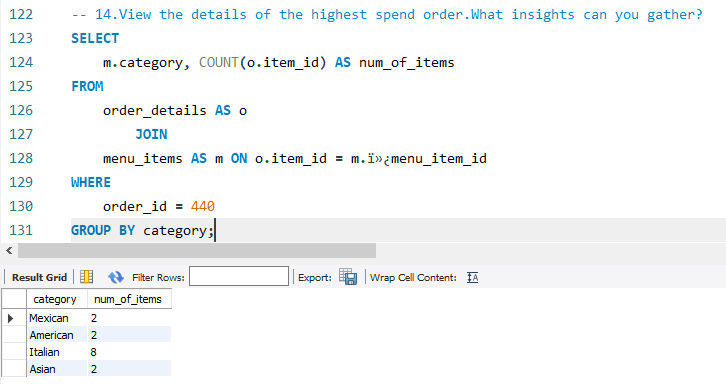 122 -- 14.View the details of the highest spend order.What insights can you gather?
123 SELECT
124 m.category, COUNT(o.item_id) AS num_of_items
125 FROM
126 order_details AS o
127 JOIN
128 menu_items AS m ON o.item_id = m.ï»¿menu_item_id
129 WHERE
130 order_id = 440
131 GROUP BY category;
Result Grid Filter Rows: Export: Wrap Cell Content: IA
category num_of_items
Mexican 2
American 2
Italian 8
Asian 2